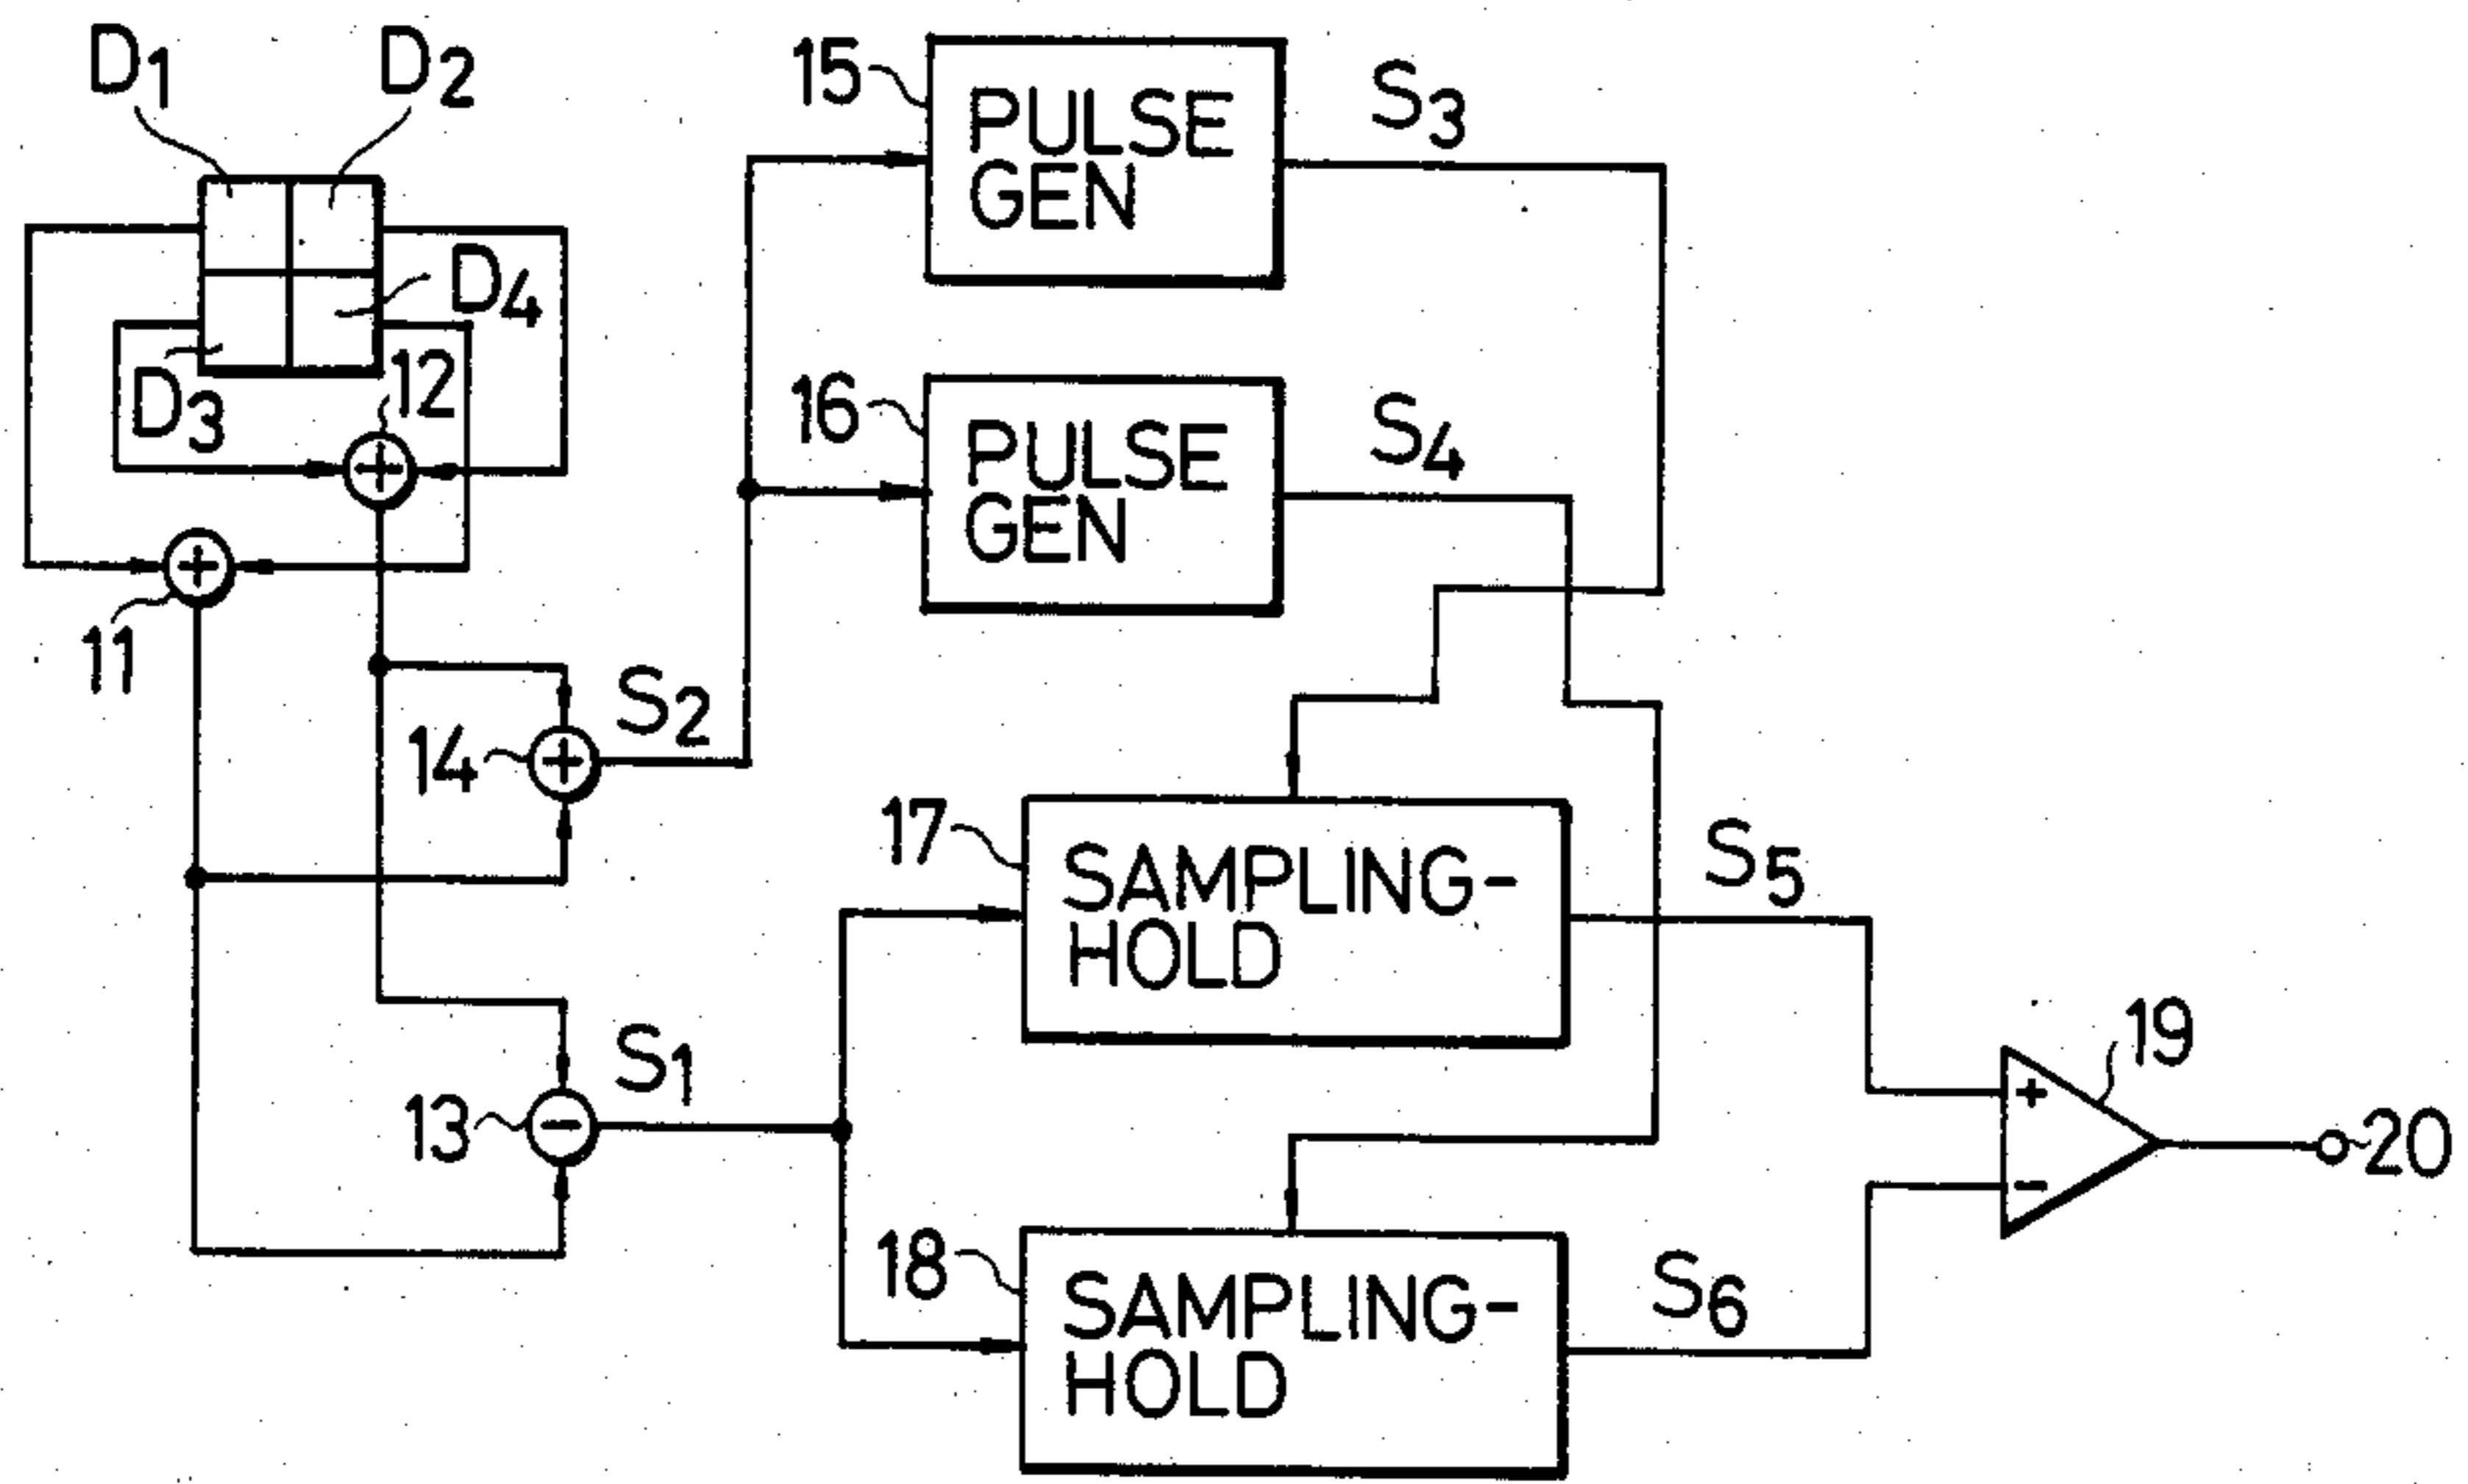 D1
D2
D3
D4
12
11
14
S2
13
S1
15
PULSE
GEN
S3
16
PULSE
GEN
S4
17
SAMPLING-
HOLD
S5
18
SAMPLING-
HOLD
S6
19
20